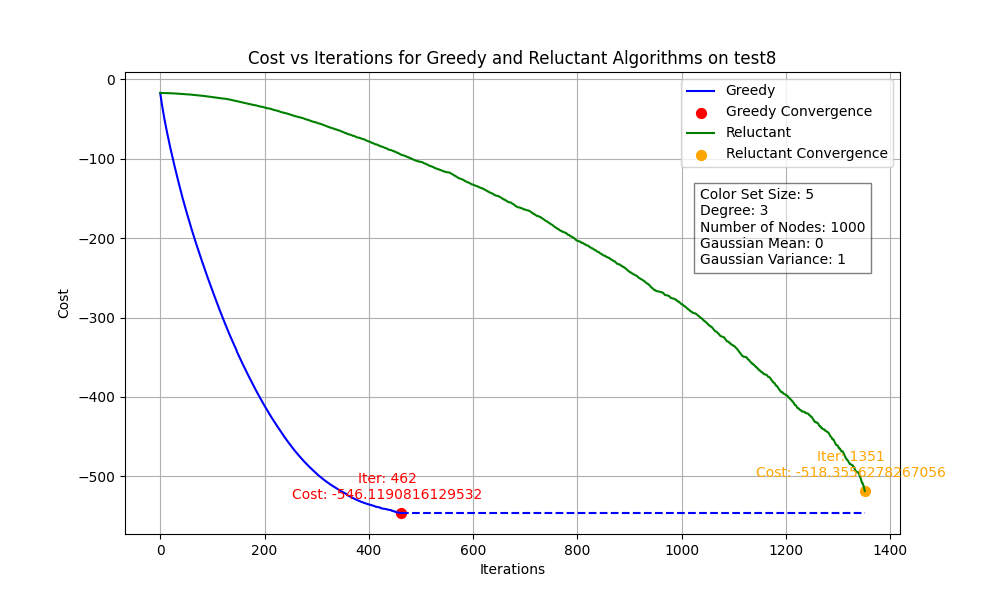 Cost vs Iterations for Greedy and Reluctant Algorithms on test8
Cost
0
−100
−200
−300
−400
−500
Greedy
Greedy Convergence
Reluctant
Reluctant Convergence
Color Set Size: 5
Degree: 3
Number of Nodes: 1000
Gaussian Mean: 0
Gaussian Variance: 1
Iter: 1351
Cost: -518.3556278267056
Iter: 462
Cost: -546.1190816129532
0 200 400 600 800 1000 1200 1400
Iterations